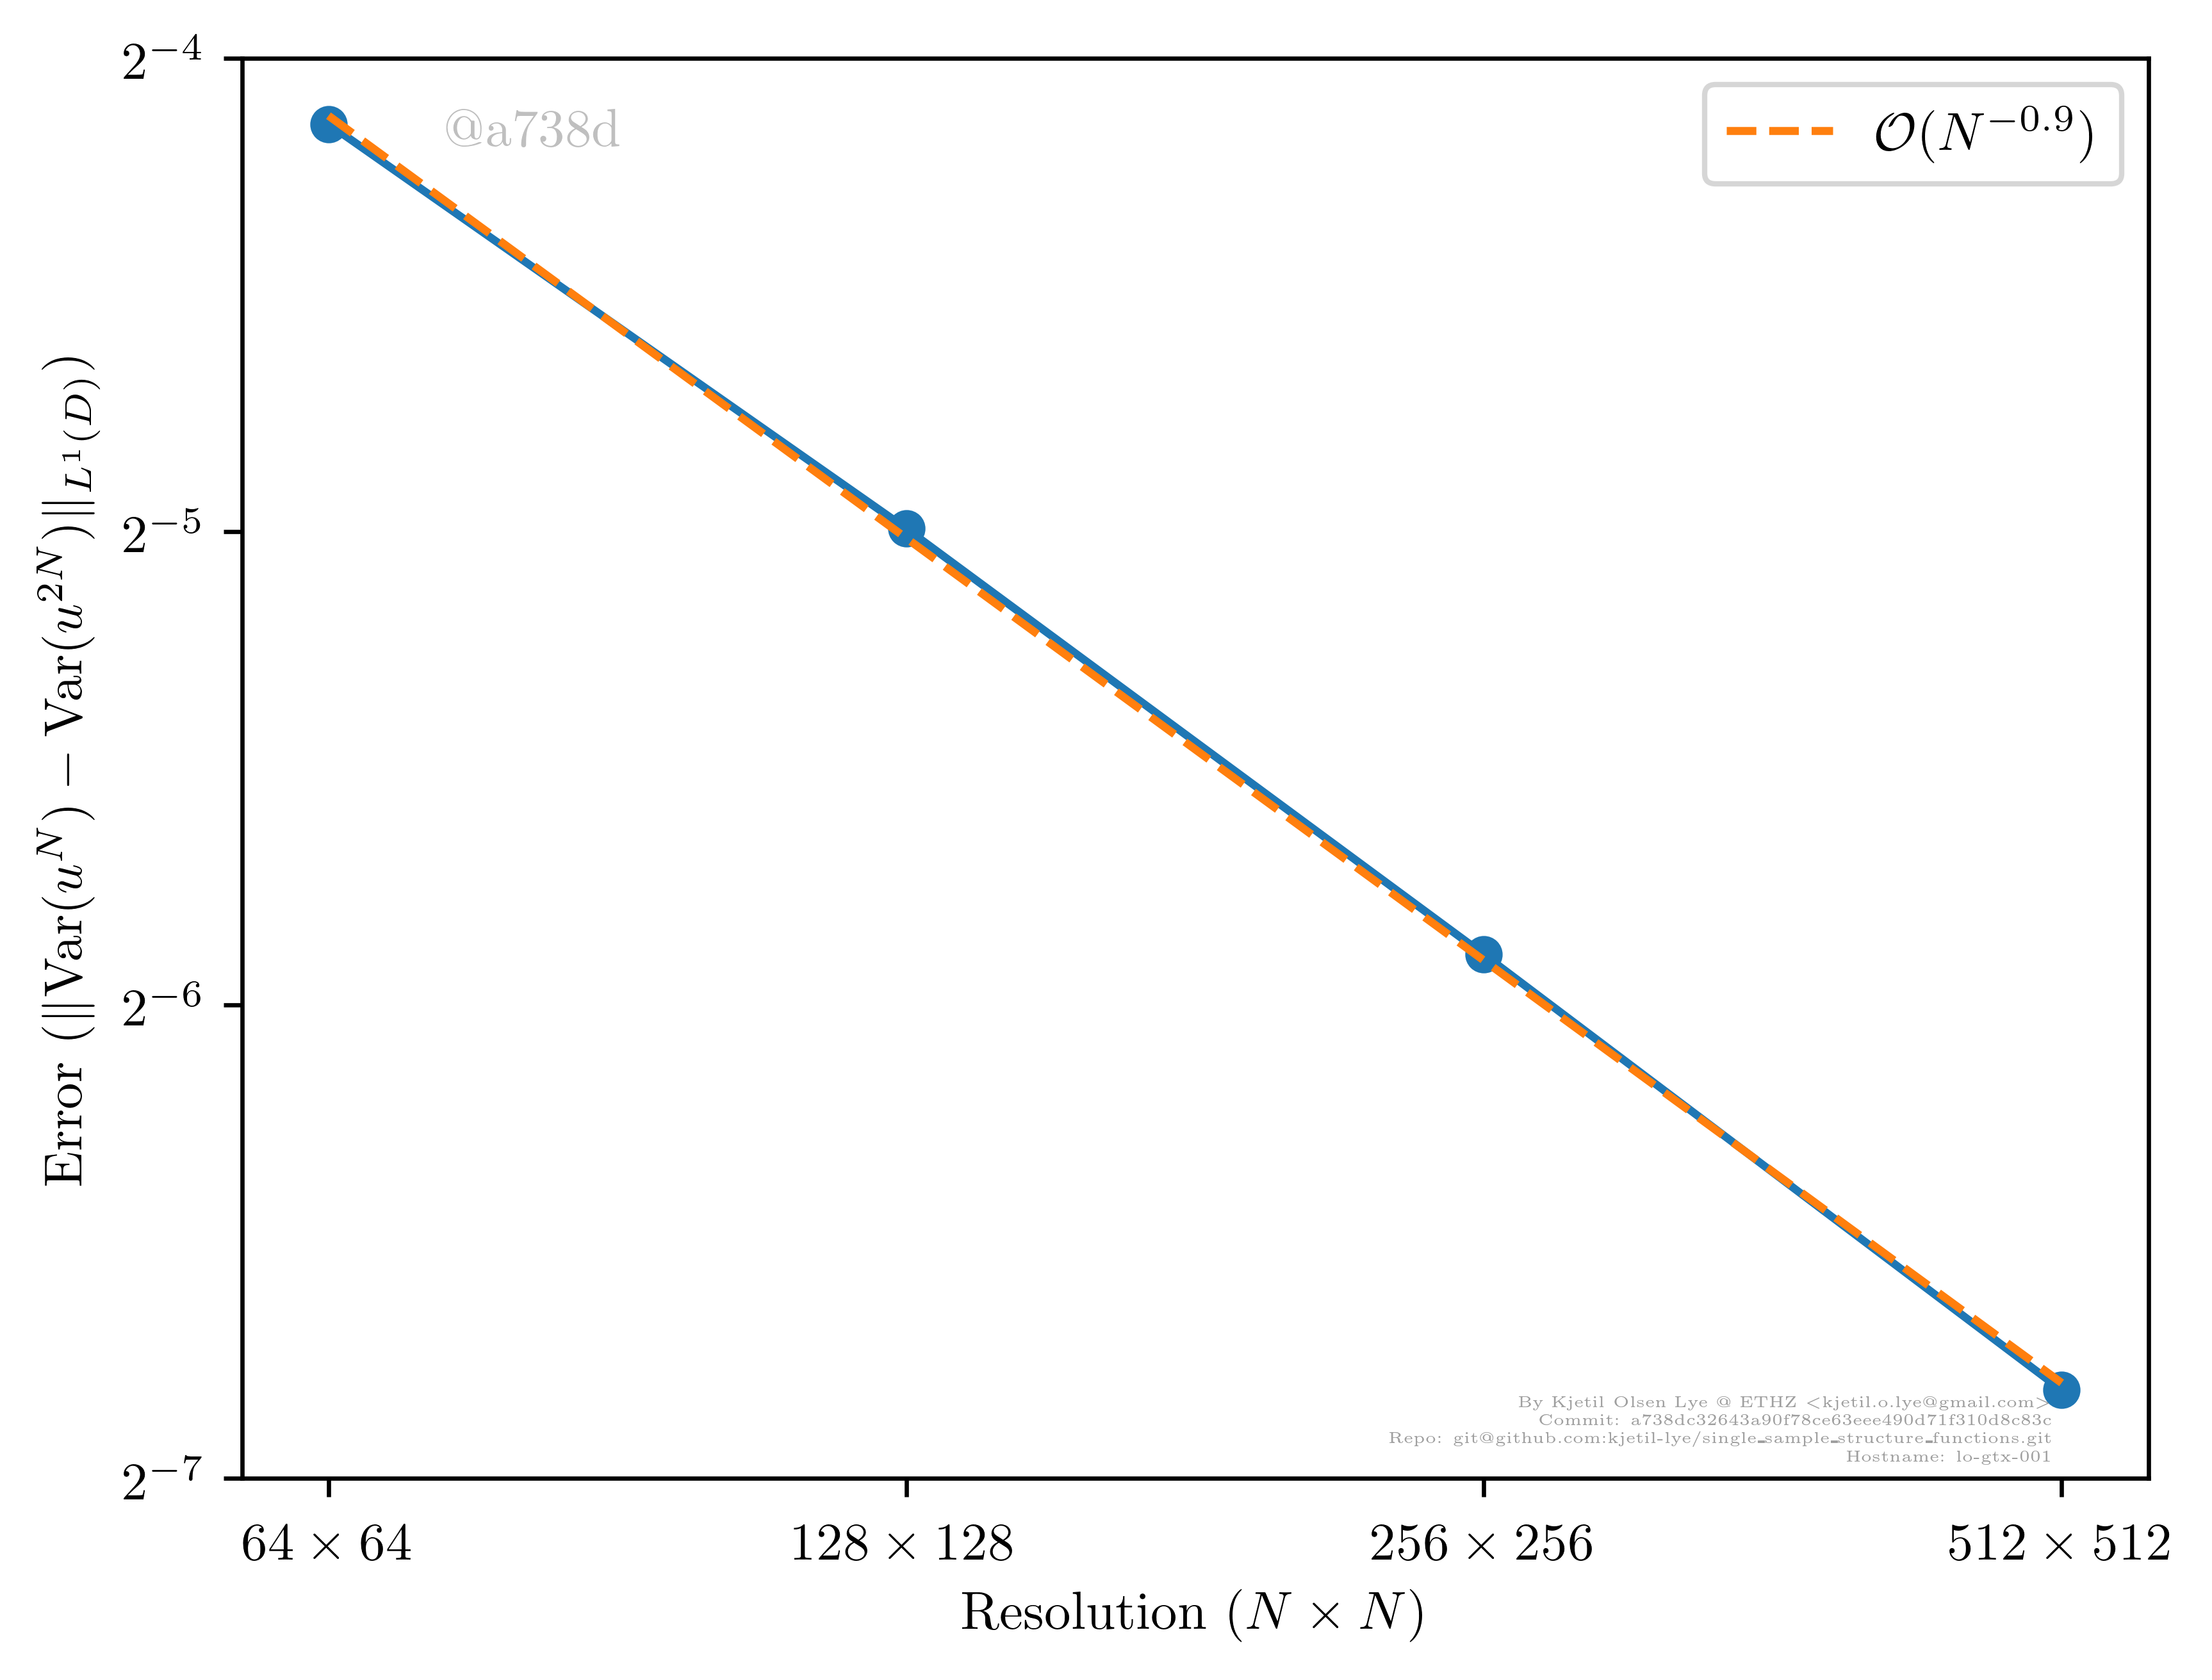 2^{-4}
@a738d
O(N^{-0.9})
2^{-5}
2^{-6}
2^{-7}
Error (‖Var(u^N) − Var(u^{2N})‖_{L^1(D)})
By Kjetil Olsen Lye @ ETHZ <kjetil.o.lye@gmail.com>
Commit: a738dc32643a90f78ce63eee490d71f310d8c83c
Repo: git@github.com:kjetil-lye/single_sample_structure_functions.git
Hostname: lo-gtx-001
64 × 64
128 × 128
256 × 256
512 × 512
Resolution (N × N)